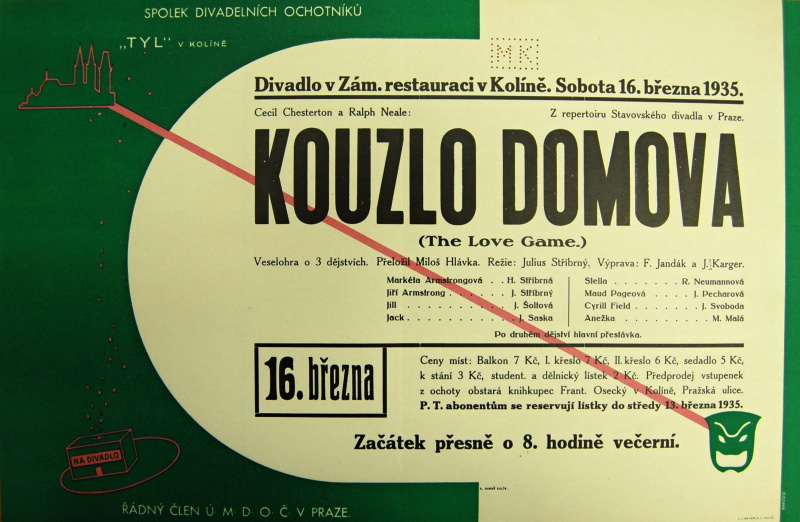 SPOLEK DIVADELNÍCH OCHOTNÍKŮ
„TYL“ V KOLÍNĚ
MK
Divadlo v Zám. restauraci v Kolíně. Sobota 16. března 1935.
Cecil Chesterton a Ralph Neale: Z repertoiru Stavovského divadla v Praze.
KOUZLO DOMOVA
(The Love Game.)
Veselohra o 3 dějstvích. Přeložil Miloš Hlávka. Režie: Julius Stříbrný. Výprava: F. Jandák a J. Karger.
Markéta Armstrongová . . H. Stříbrná
Jiří Armstrong . . . . . . . J. Stříbrný
Jill . . . . . . . . . . . . . J. Šoltová
Jack . . . . . . . . . . . . J. Saska
Stella . . . . . . . . R. Neumannová
Maud Pageová . . . . J. Pecharová
Cyrill Field . . . . . . . J. Svoboda
Anežka . . . . . . . . . M. Malá
Po druhém dějství hlavní přestávka.
16. března
Ceny míst: Balkon 7 Kč, I. křeslo 7 Kč, II. křeslo 6 Kč, sedadlo 5 Kč,
k stání 3 Kč, student. a dělnický lístek 2 Kč. Předprodej vstupenek
z ochoty obstará knihkupec Frant. Osecký v Kolíně, Pražská ulice.
P. T. abonentům se reservují lístky do středy 13. března 1935.
Začátek přesně o 8. hodině večerní.
NA DIVADLO
ŘÁDNÝ ČLEN Ú·M·D·O·Č· V PRAZE.